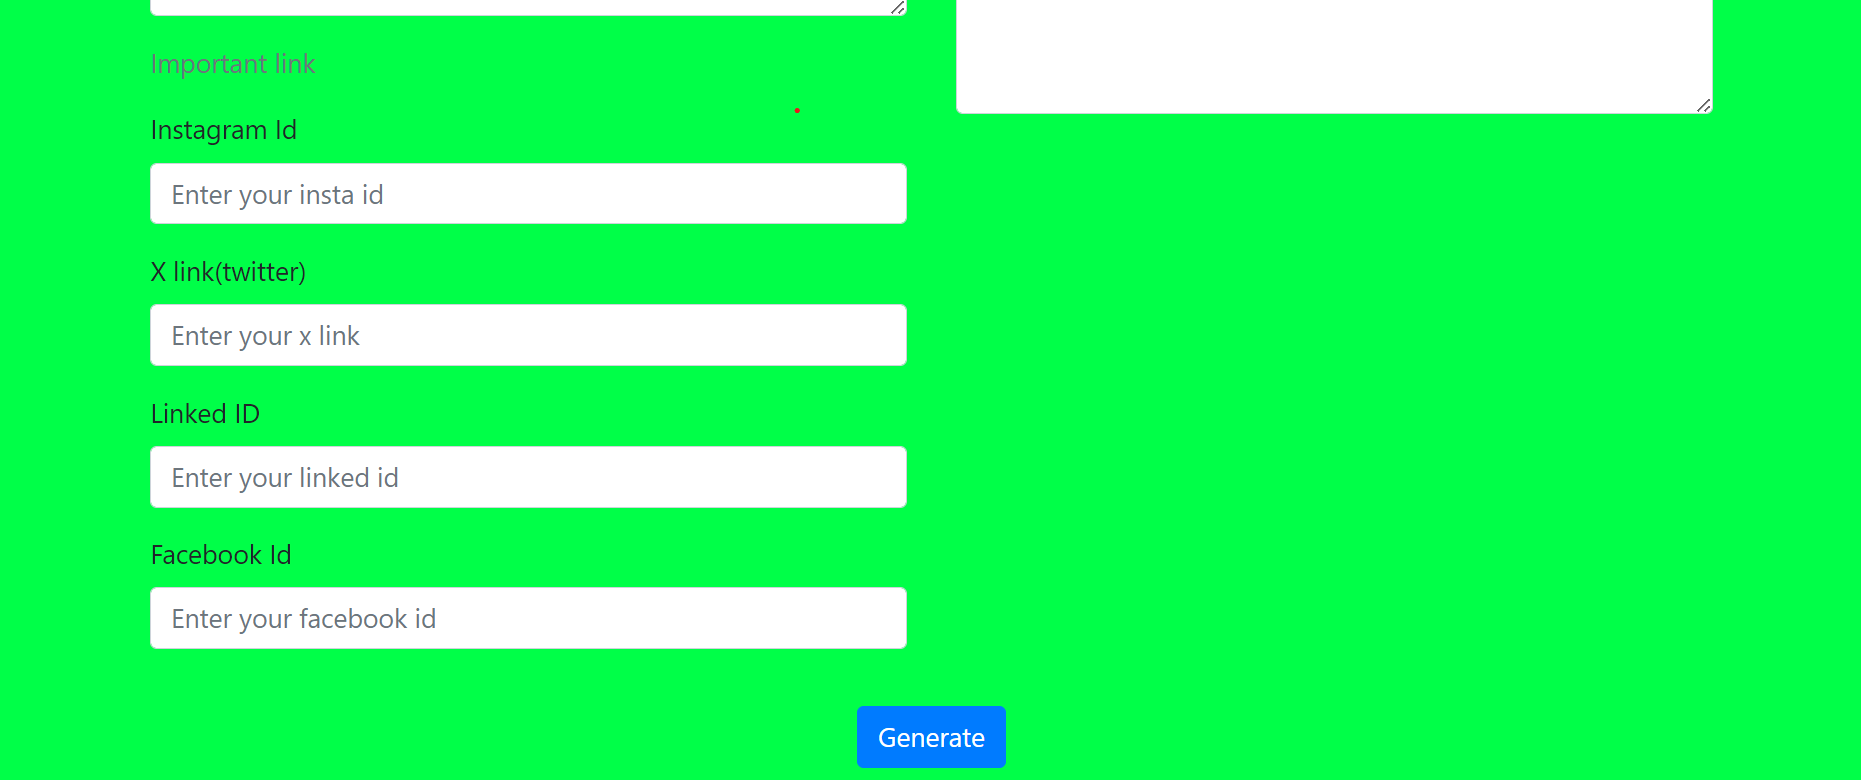 Important link
Instagram Id
Enter your insta id
X link(twitter)
Enter your x link
Linked ID
Enter your linked id
Facebook Id
Enter your facebook id
Generate